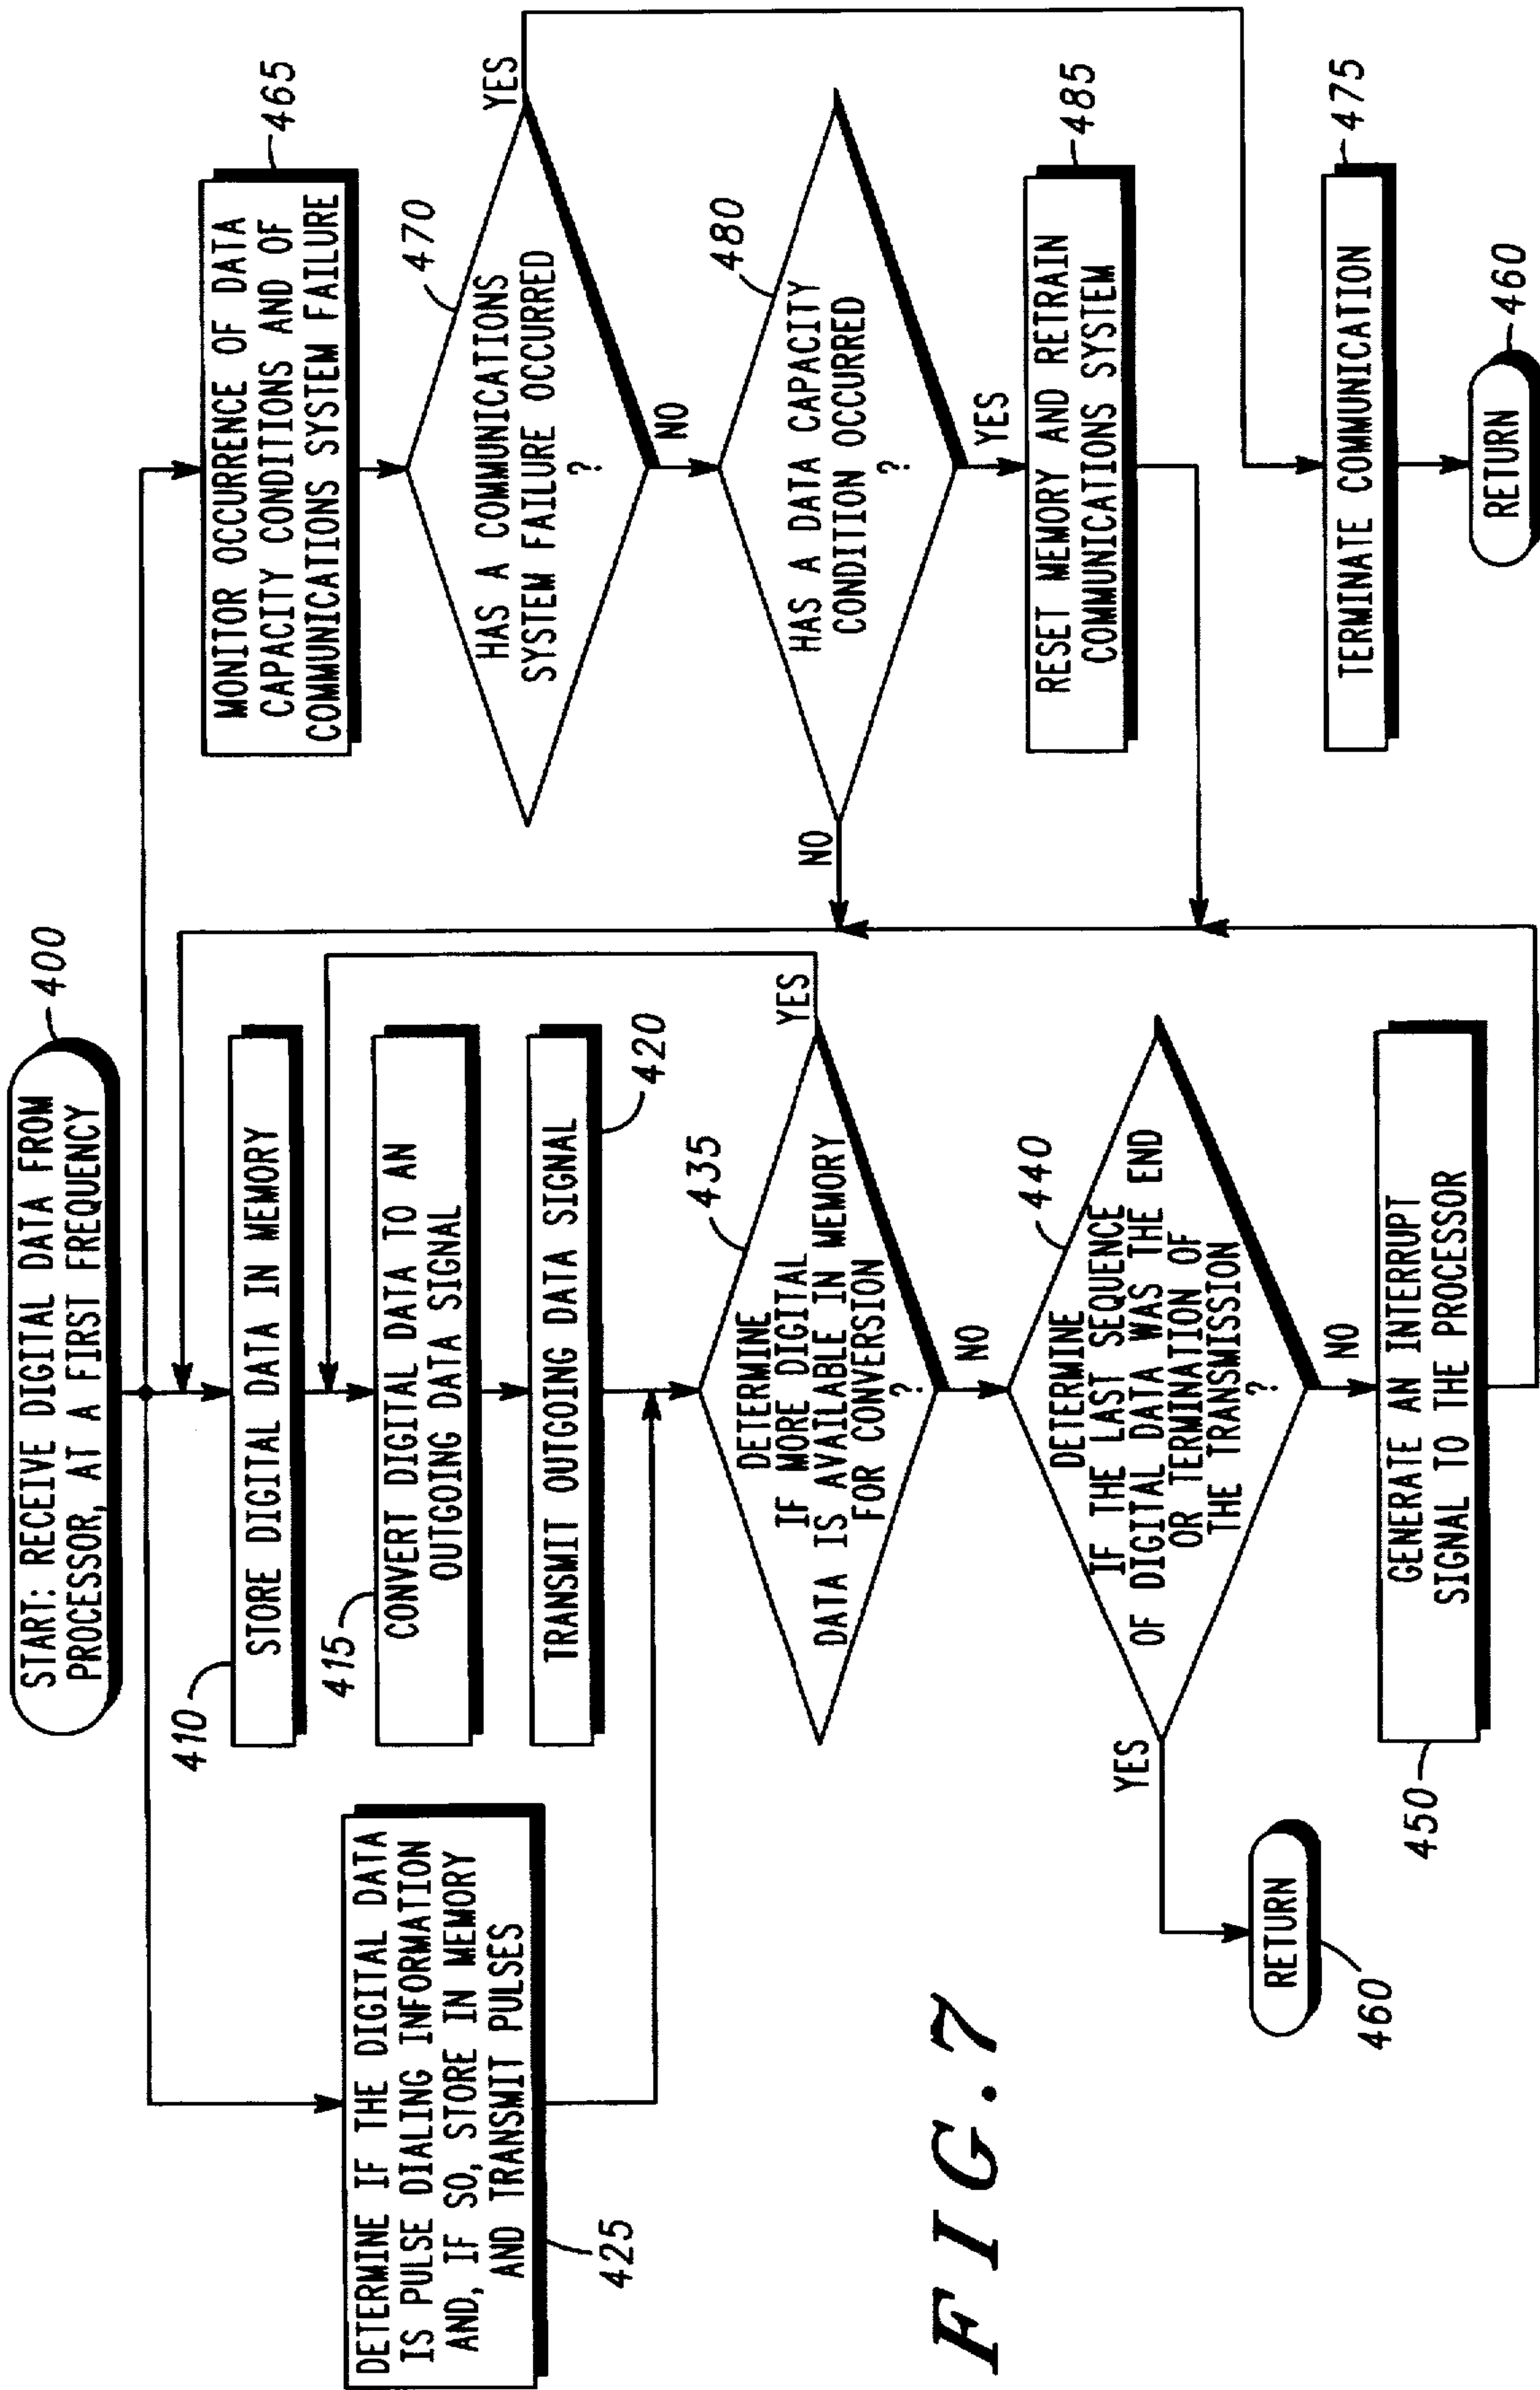 START: RECEIVE DIGITAL DATA FROM
PROCESSOR, AT A FIRST FREQUENCY
400
DETERMINE IF THE DIGITAL DATA
IS PULSE DIALING INFORMATION
AND, IF SO, STORE IN MEMORY
AND TRANSMIT PULSES
425
410
STORE DIGITAL DATA IN MEMORY
415
CONVERT DIGITAL DATA TO AN
OUTGOING DATA SIGNAL
TRANSMIT OUTGOING DATA SIGNAL
420
DETERMINE
IF MORE DIGITAL
DATA IS AVAILABLE IN MEMORY
FOR CONVERSION
?
435
YES
NO
DETERMINE
IF THE LAST SEQUENCE
OF DIGITAL DATA WAS THE END
OR TERMINATION OF
THE TRANSMISSION
?
440
YES
NO
RETURN
460
GENERATE AN INTERRUPT
SIGNAL TO THE PROCESSOR
450
MONITOR OCCURRENCE OF DATA
CAPACITY CONDITIONS AND OF
COMMUNICATIONS SYSTEM FAILURE
465
HAS A COMMUNICATIONS
SYSTEM FAILURE OCCURRED
?
470
YES
NO
HAS A DATA CAPACITY
CONDITION OCCURRED
?
480
NO
YES
RESET MEMORY AND RETRAIN
COMMUNICATIONS SYSTEM
485
TERMINATE COMMUNICATION
475
RETURN
460
FIG.7